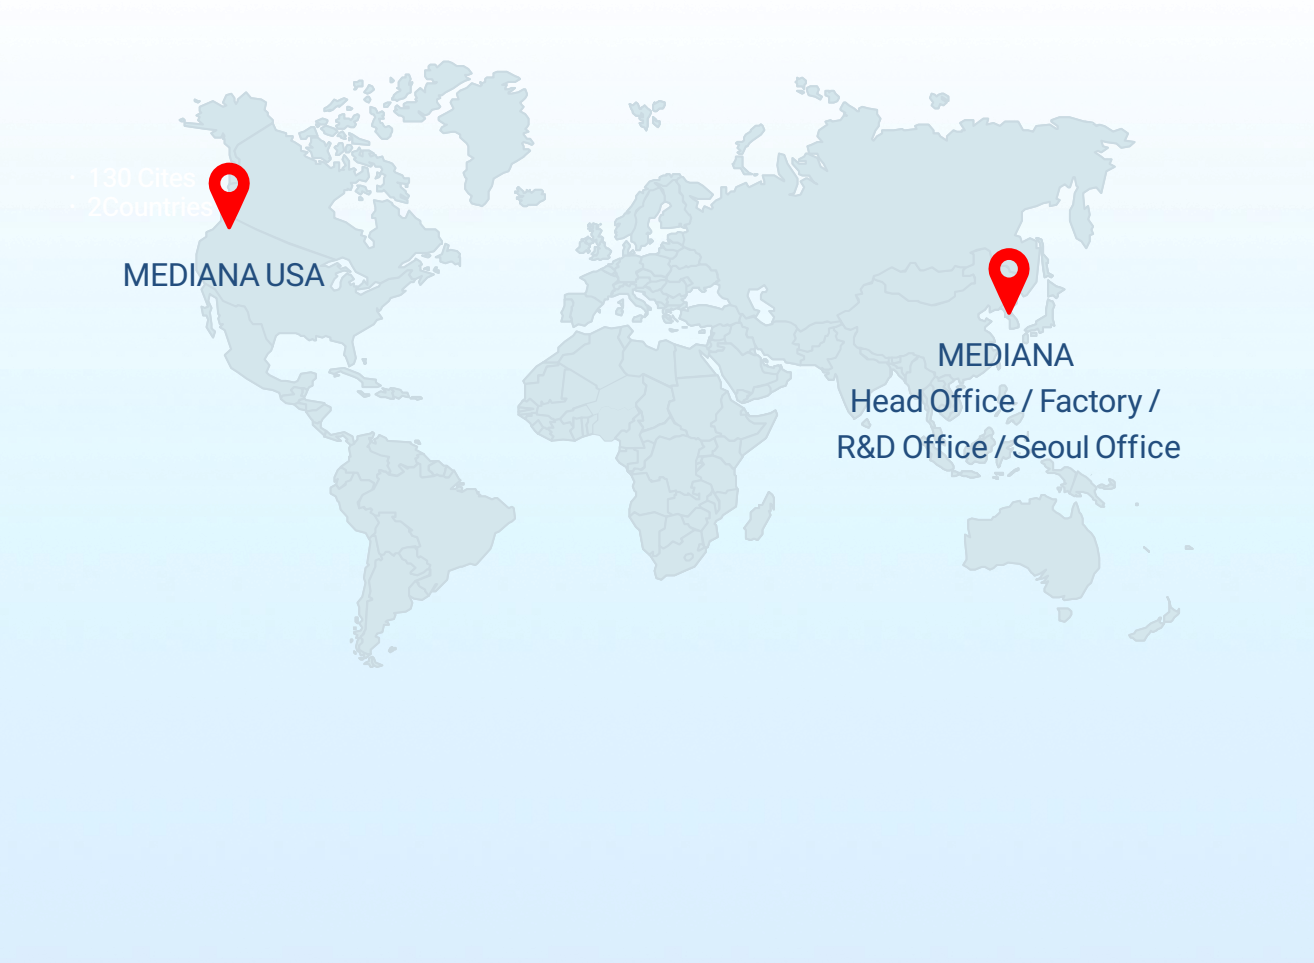 · 130 Cites
· 2Countries
MEDIANA USA
MEDIANA
Head Office / Factory /
R&D Office / Seoul Office